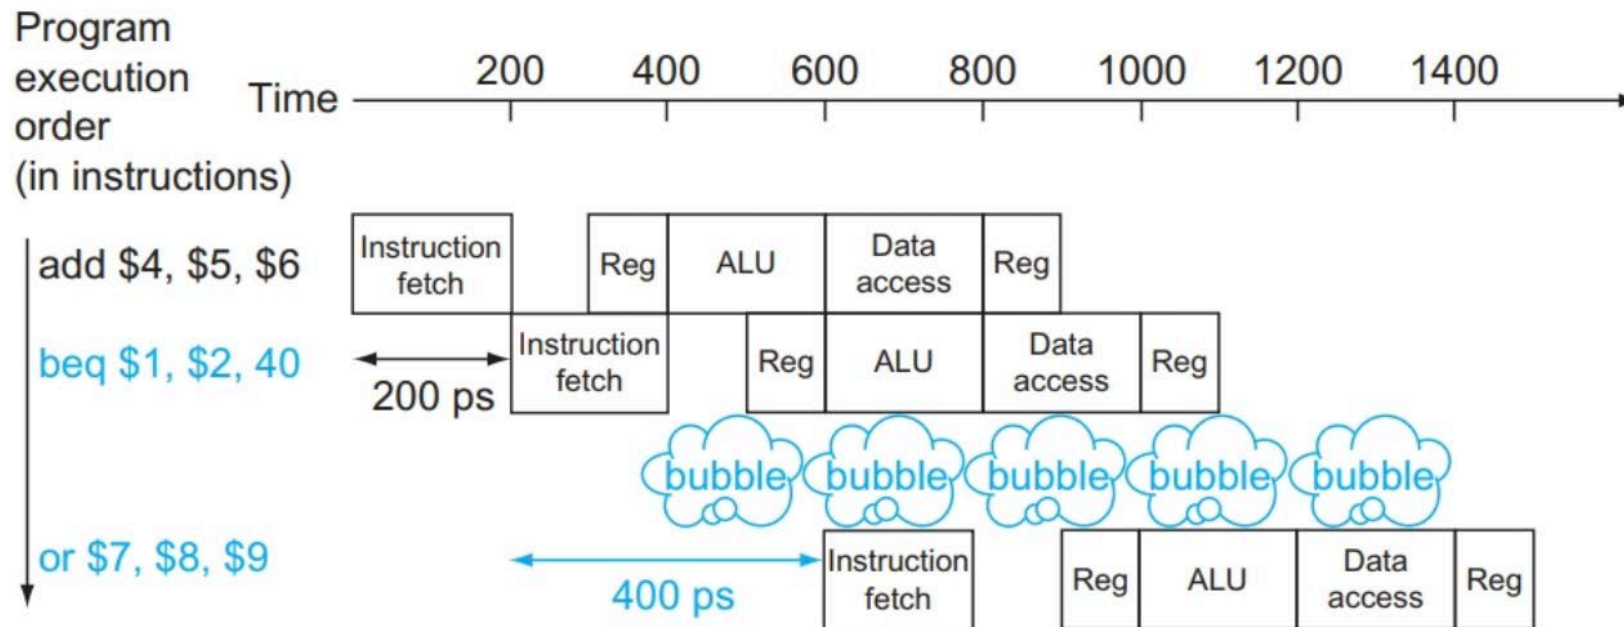 Program
execution
order
(in instructions)
Time
200 400 600 800 1000 1200 1400
add $4, $5, $6
Instruction
fetch
Reg
ALU
Data
access
Reg
beq $1, $2, 40
200 ps
Instruction
fetch
Reg
ALU
Data
access
Reg
bubble bubble bubble bubble bubble
or $7, $8, $9
400 ps
Instruction
fetch
Reg
ALU
Data
access
Reg